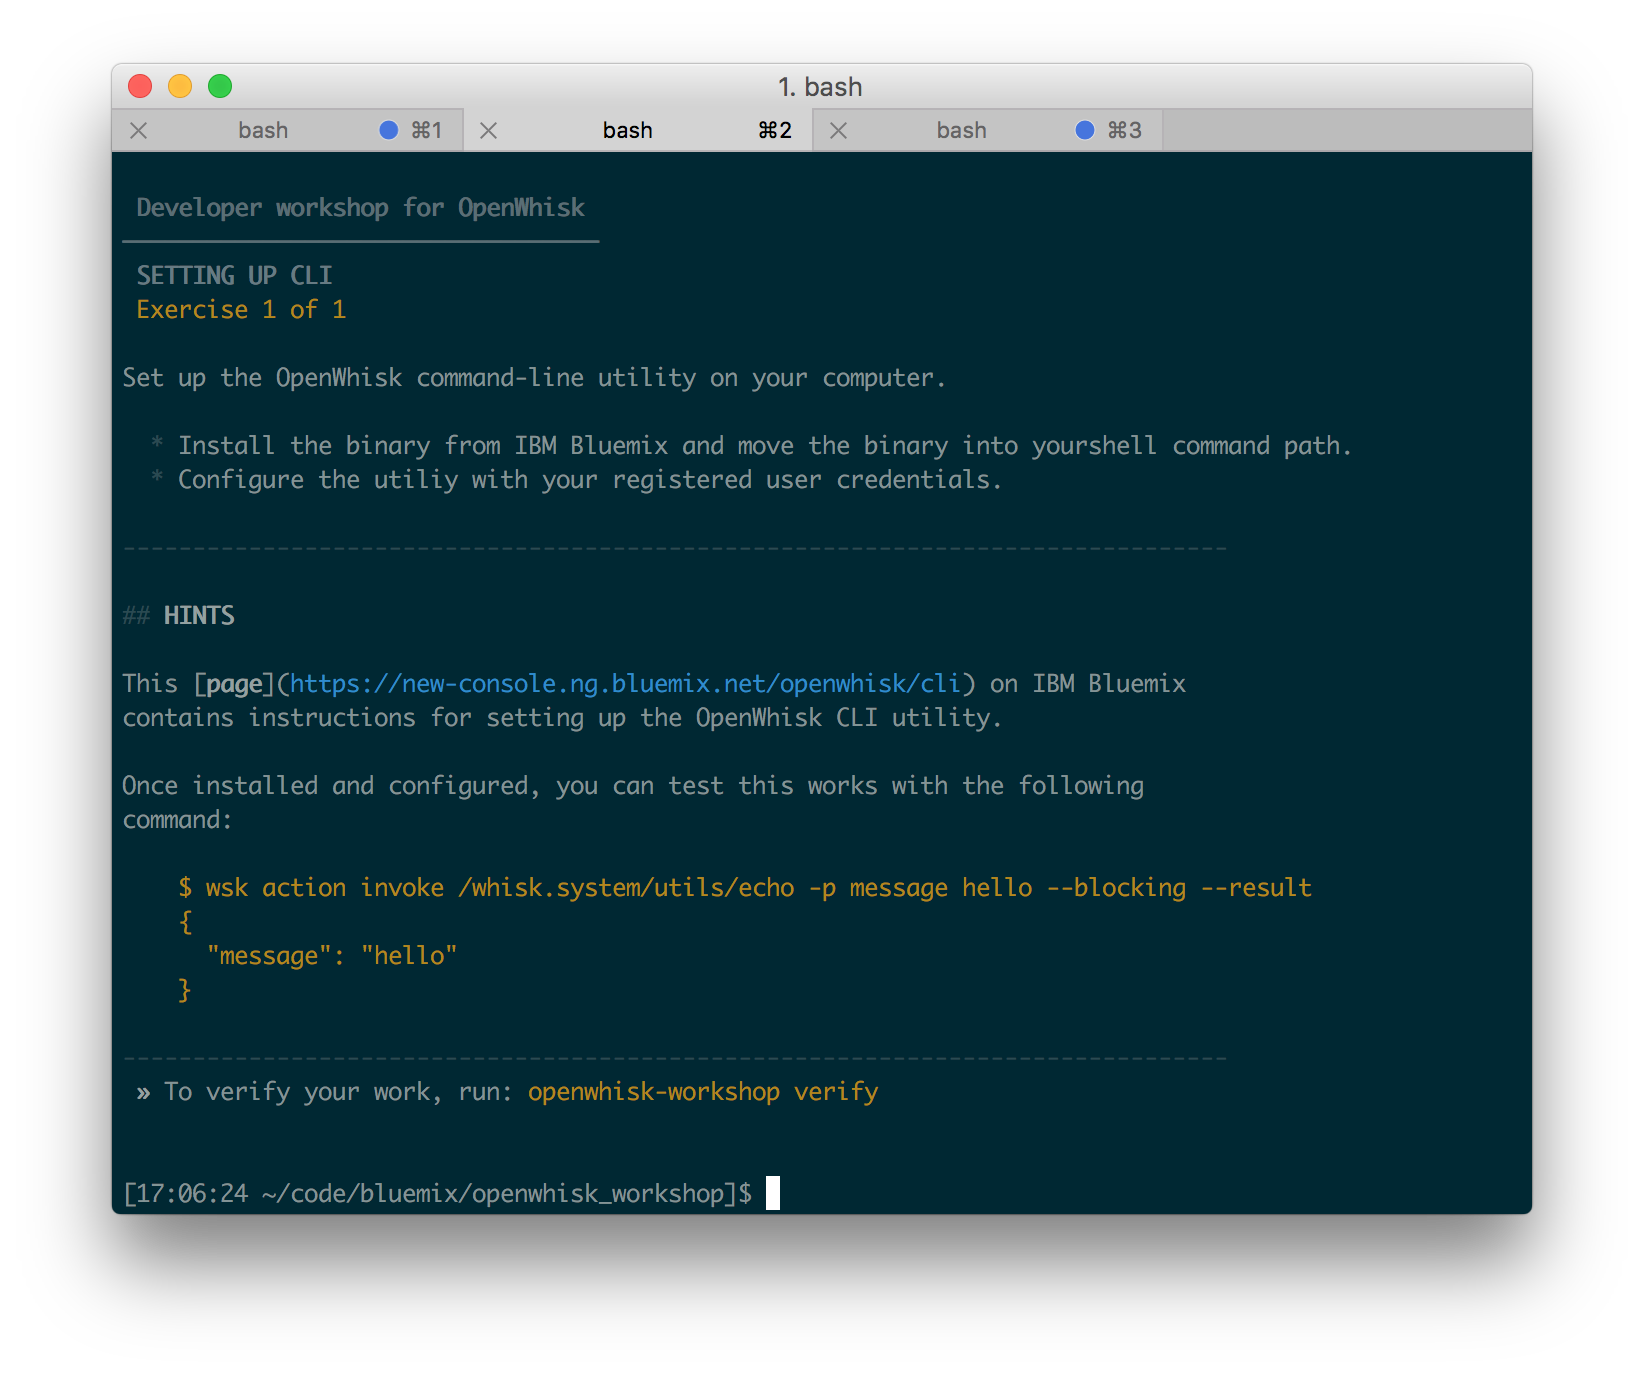 1. bash
bash ⌘1 bash ⌘2 bash ⌘3
Developer workshop for OpenWhisk
SETTING UP CLI
Exercise 1 of 1
Set up the OpenWhisk command-line utility on your computer.
* Install the binary from IBM Bluemix and move the binary into yourshell command path.
* Configure the utiliy with your registered user credentials.
-------------------------------------------------------------------------------
## HINTS
This [page](https://new-console.ng.bluemix.net/openwhisk/cli) on IBM Bluemix
contains instructions for setting up the OpenWhisk CLI utility.
Once installed and configured, you can test this works with the following
command:
$ wsk action invoke /whisk.system/utils/echo -p message hello --blocking --result
{
"message": "hello"
}
-------------------------------------------------------------------------------
» To verify your work, run: openwhisk-workshop verify
[17:06:24 ~/code/bluemix/openwhisk_workshop]$